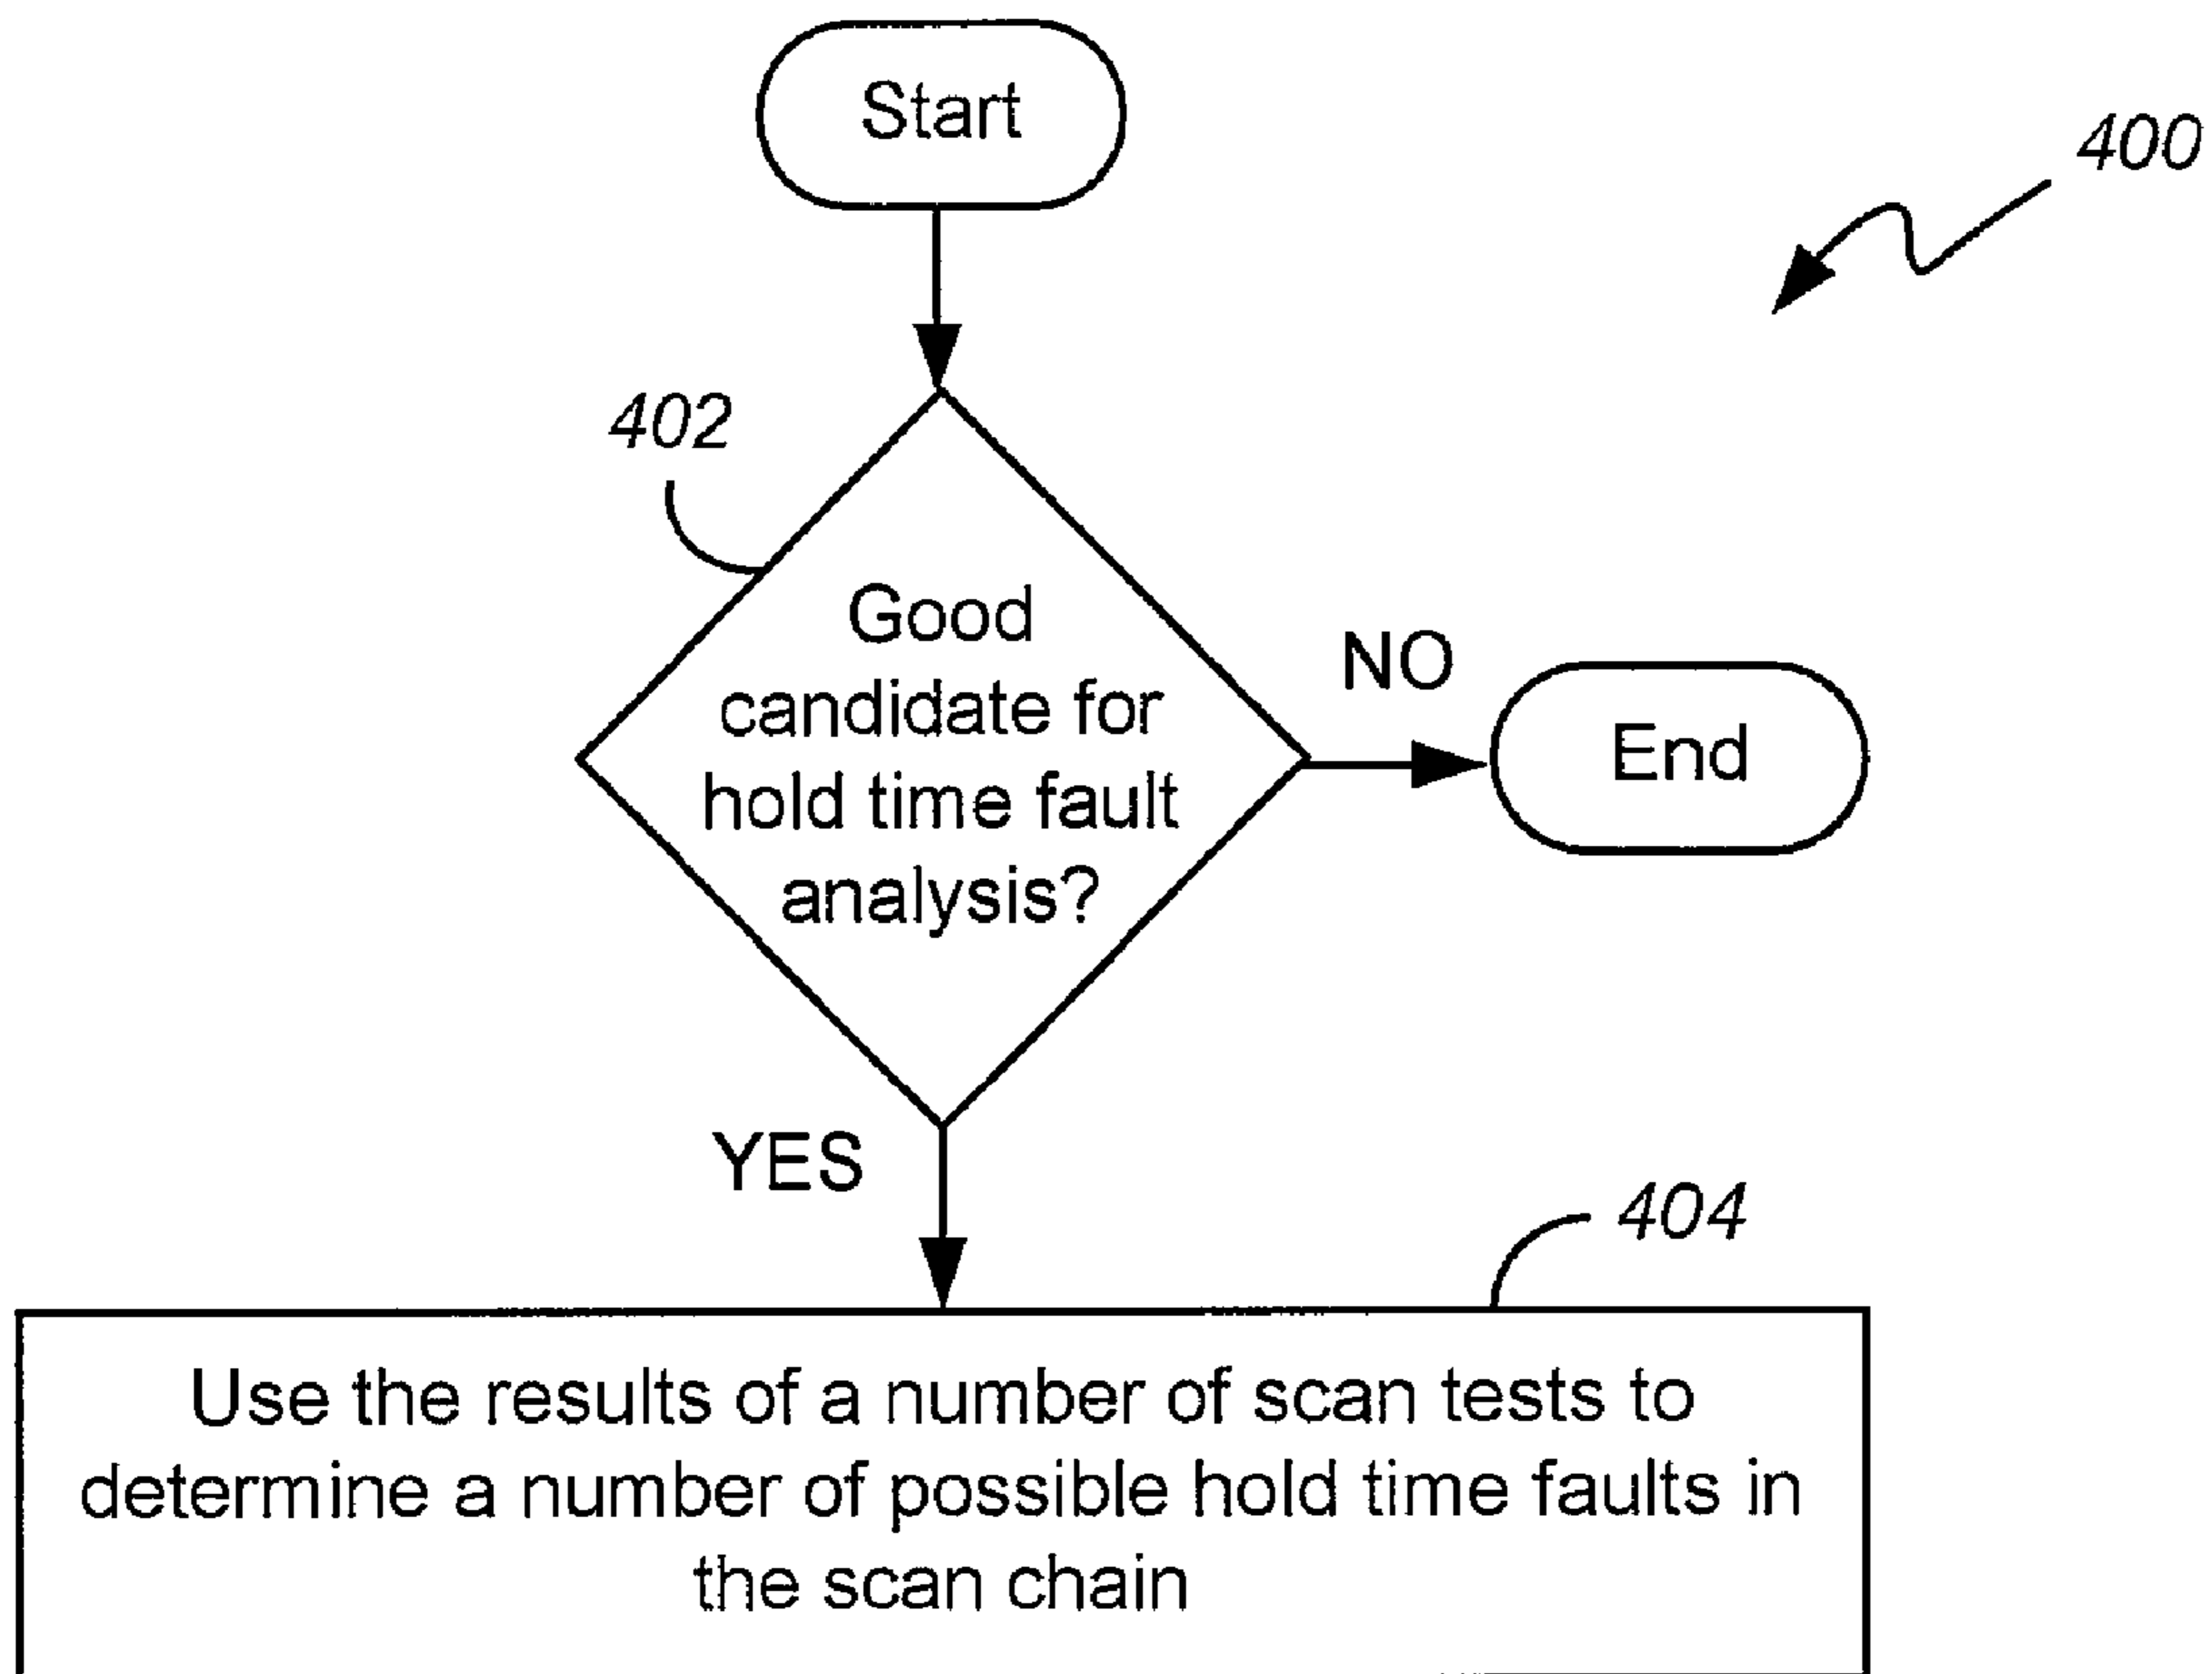 Start
400
402
Good
candidate for
hold time fault
analysis?
NO
End
YES
404
Use the results of a number of scan tests to
determine a number of possible hold time faults in
the scan chain